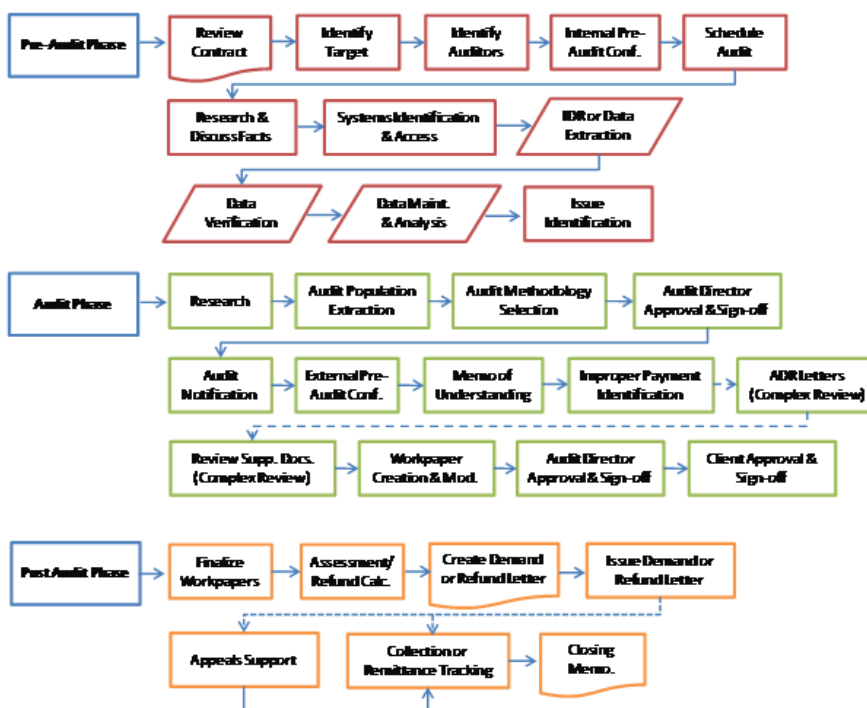 Pre-Audit Phase
Review
Contract
Identify
Target
Identify
Auditors
Internal Pre-
Audit Conf.
Schedule
Audit
Research &
Discuss Facts
Systems Identification
& Access
IDR or Data
Extraction
Data
Verification
Data Maint.
& Analysis
Issue
Identification
Audit Phase
Research
Audit Population
Extraction
Audit Methodology
Selection
Audit Director
Approval & Sign-off
Audit
Notification
External Pre-
Audit Conf.
Memo of
Understanding
Improper Payment
Identification
ADR Letters
(Complex Review)
Review Supp. Docs.
(Complex Review)
Workpaper
Creation & Mod.
Audit Director
Approval & Sign-off
Client Approval &
Sign-off
Post Audit Phase
Finalize
Workpapers
Assessment/
Refund Calc.
Create Demand
or Refund Letter
Issue Demand or
Refund Letter
Appeals Support
Collection or
Remittance Tracking
Closing
Memo.